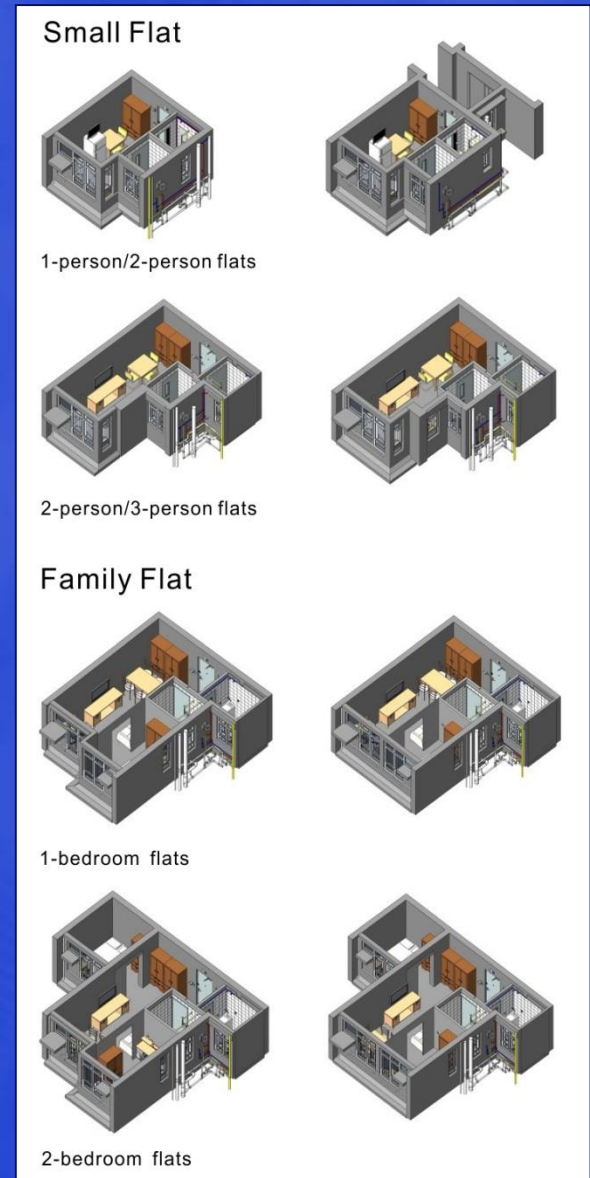 Small Flat
1-person/2-person flats
2-person/3-person flats
Family Flat
1-bedroom flats
2-bedroom flats